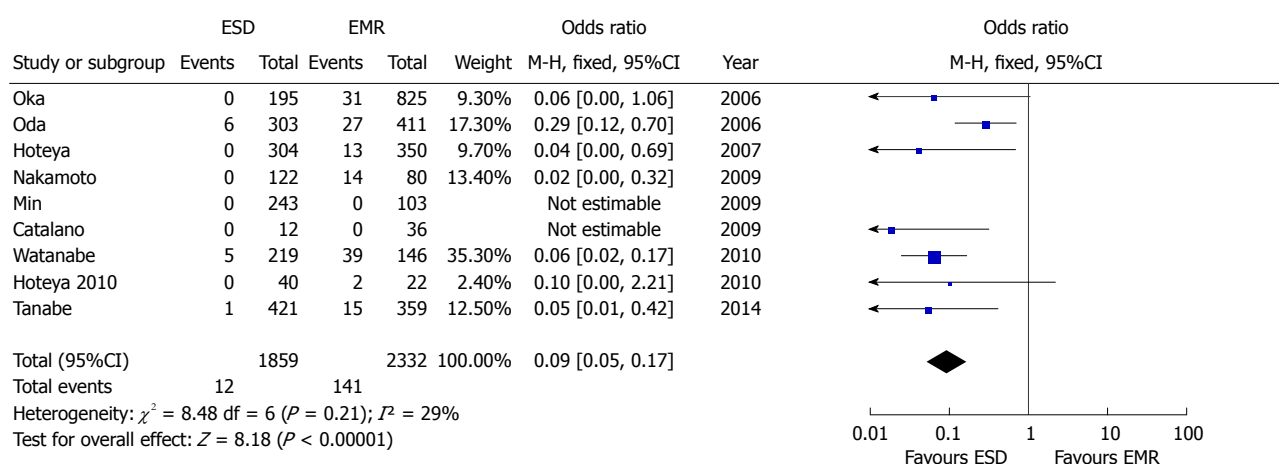 ESD EMR Odds ratio Odds ratio
Study or subgroup Events Total Events Total Weight M-H, fixed, 95%CI Year M-H, fixed, 95%CI
Oka 0 195 31 825 9.30% 0.06 [0.00, 1.06] 2006
Oda 6 303 27 411 17.30% 0.29 [0.12, 0.70] 2006
Hoteya 0 304 13 350 9.70% 0.04 [0.00, 0.69] 2007
Nakamoto 0 122 14 80 13.40% 0.02 [0.00, 0.32] 2009
Min 0 243 0 103 Not estimable 2009
Catalano 0 12 0 36 Not estimable 2009
Watanabe 5 219 39 146 35.30% 0.06 [0.02, 0.17] 2010
Hoteya 2010 0 40 2 22 2.40% 0.10 [0.00, 2.21] 2010
Tanabe 1 421 15 359 12.50% 0.05 [0.01, 0.42] 2014
Total (95%CI) 1859 2332 100.00% 0.09 [0.05, 0.17]
Total events 12 141
Heterogeneity: χ² = 8.48 df = 6 (P = 0.21); I² = 29%
Test for overall effect: Z = 8.18 (P < 0.00001)
0.01 0.1 1 10 100
Favours ESD Favours EMR